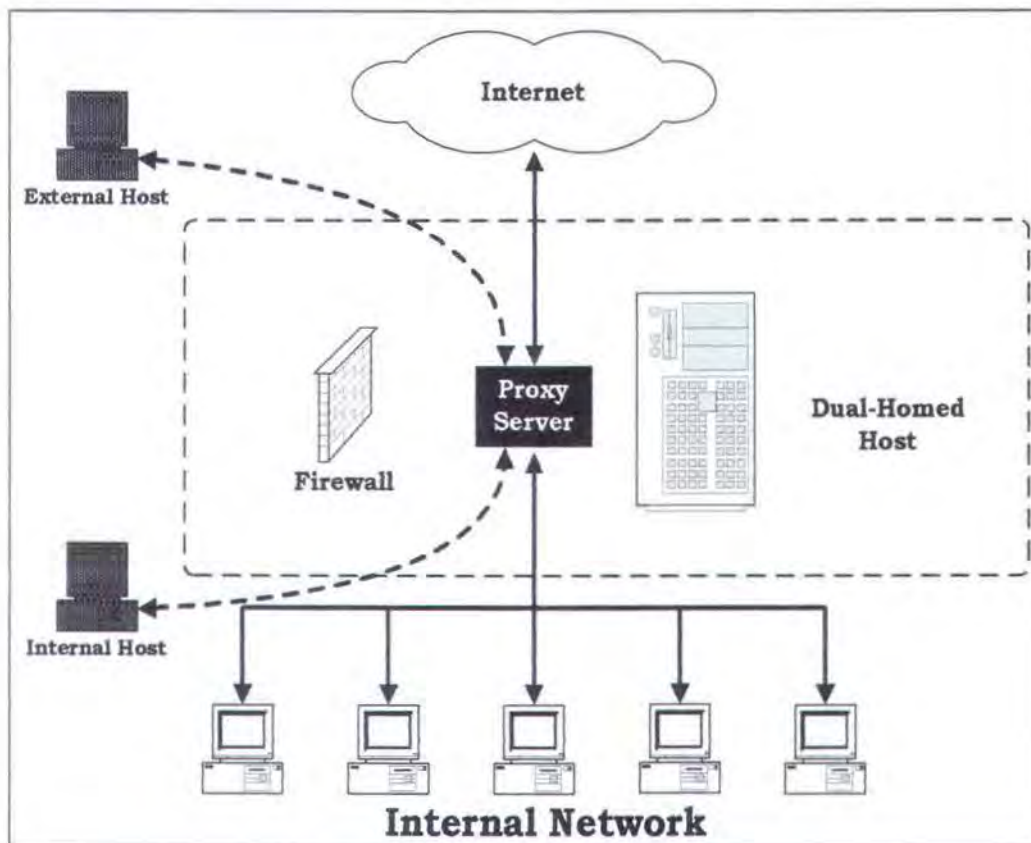 Internet
External Host
Proxy
Server
Dual-Homed
Host
Firewall
Internal Host
Internal Network